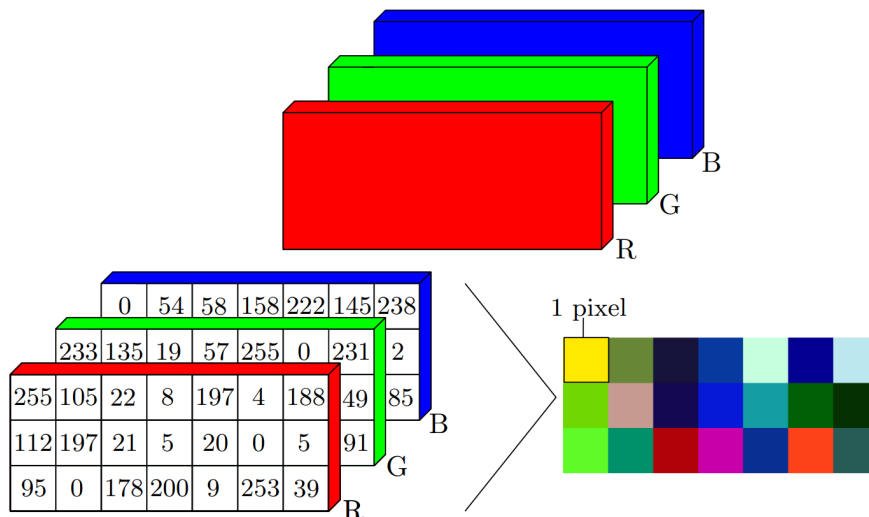 B
G
R
0 54 58 158 222 145 238
233 135 19 57 255 0 231 2
255 105 22 8 197 4 188 49 85
112 197 21 5 20 0 5 91
95 0 178 200 9 253 39
B
G
R
1 pixel